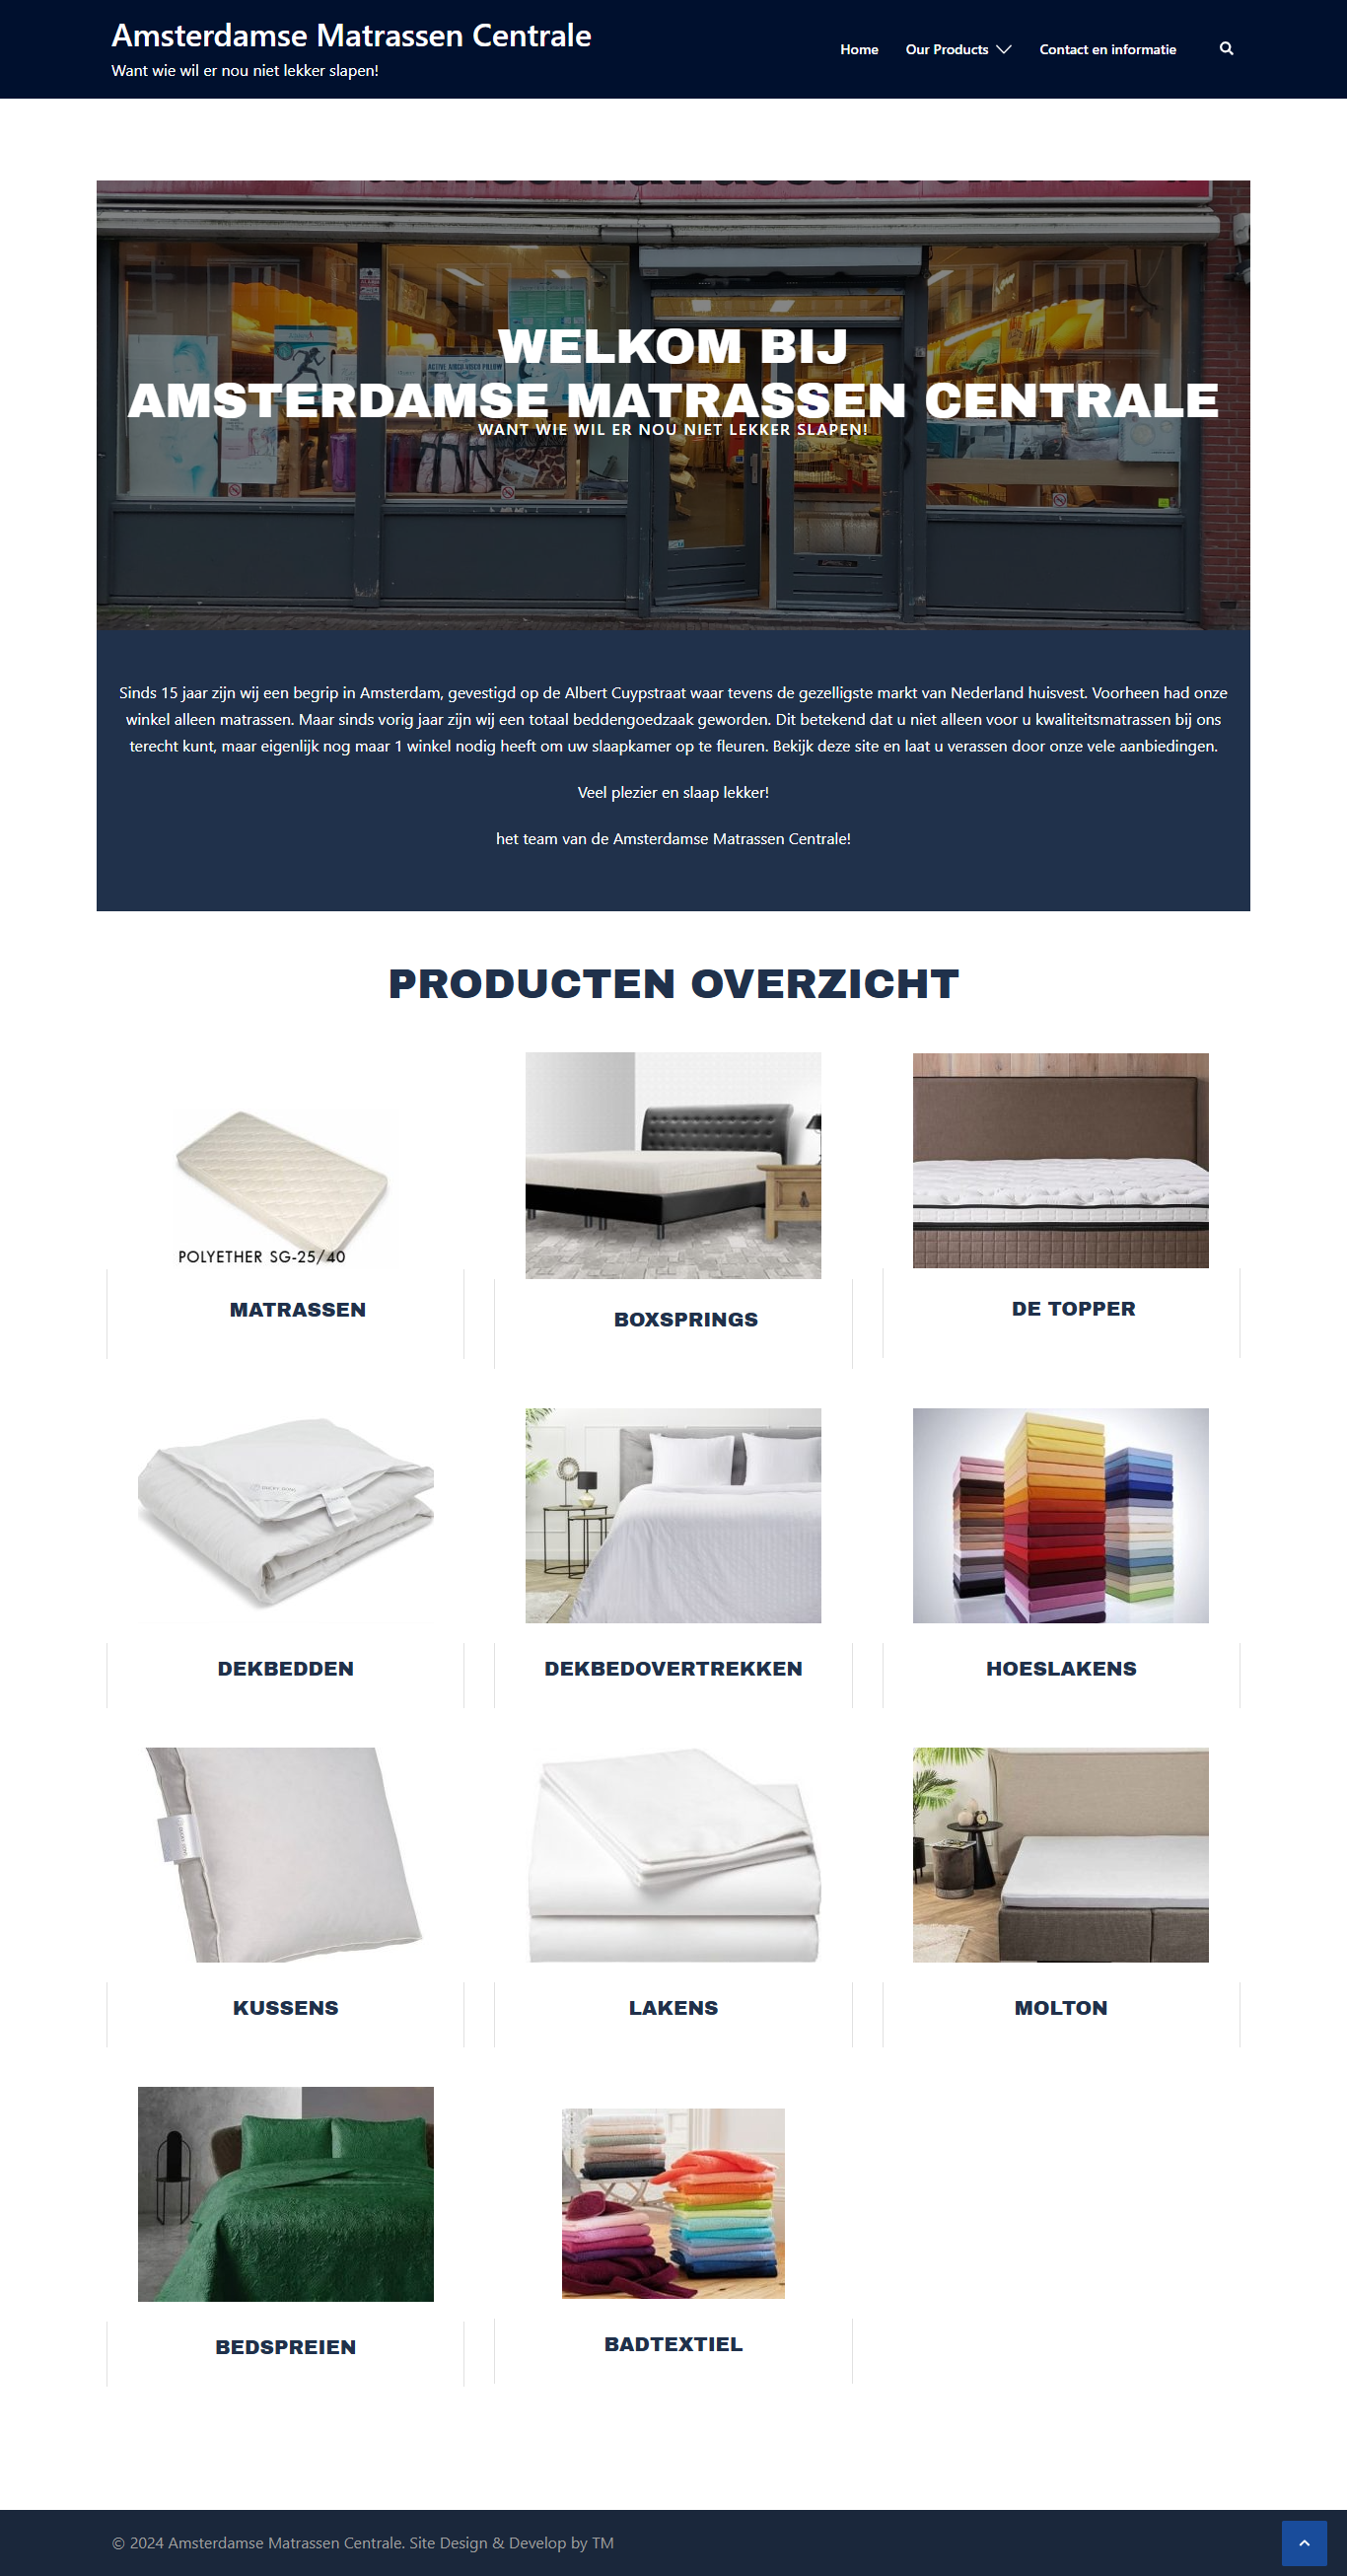 Amsterdamse Matrassen Centrale
Want wie wil er nou niet lekker slapen!
Home
Our Products
Contact en informatie
WELKOM BIJ
AMSTERDAMSE MATRASSEN CENTRALE
WANT WIE WIL ER NOU NIET LEKKER SLAPEN!
Sinds 15 jaar zijn wij een begrip in Amsterdam, gevestigd op de Albert Cuypstraat waar tevens de gezelligste markt van Nederland huisvest. Voorheen had onze
winkel alleen matrassen. Maar sinds vorig jaar zijn wij een totaal beddengoedzaak geworden. Dit betekend dat u niet alleen voor u kwaliteitsmatrassen bij ons
terecht kunt, maar eigenlijk nog maar 1 winkel nodig heeft om uw slaapkamer op te fleuren. Bekijk deze site en laat u verassen door onze vele aanbiedingen.
Veel plezier en slaap lekker!
het team van de Amsterdamse Matrassen Centrale!
PRODUCTEN OVERZICHT
POLYETHER SG-25/40
MATRASSEN
BOXSPRINGS
DE TOPPER
DEKBEDDEN
DEKBEDOVERTREKKEN
HOESLAKENS
KUSSENS
LAKENS
MOLTON
BEDSPREIEN
BADTEXTIEL
© 2024 Amsterdamse Matrassen Centrale. Site Design & Develop by TM